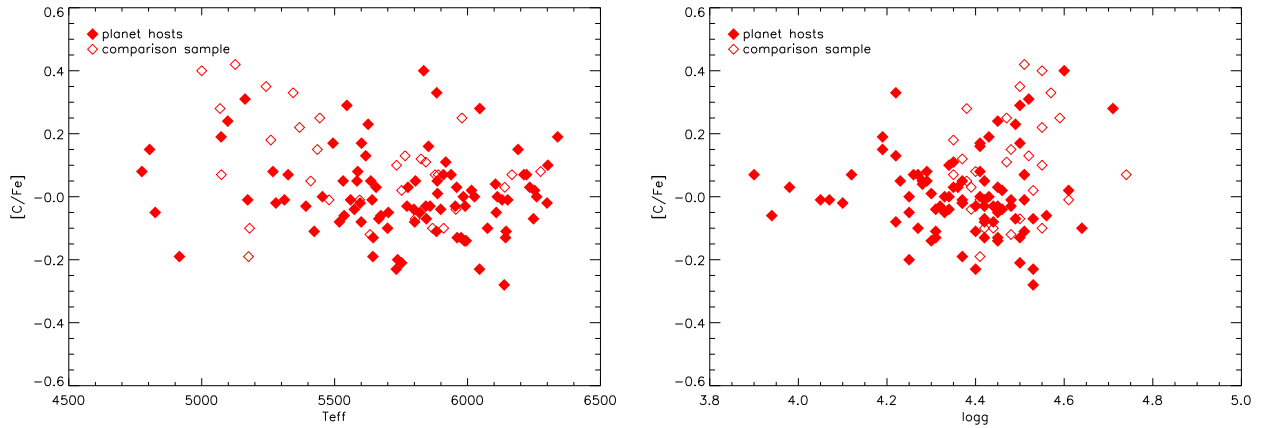 0.6
0.4
0.2
−0.0
−0.2
−0.4
−0.6
[C/Fe]
planet hosts
comparison sample
4500 5000 5500 6000 6500
Teff
0.6
0.4
0.2
−0.0
−0.2
−0.4
−0.6
[C/Fe]
planet hosts
comparison sample
3.8 4.0 4.2 4.4 4.6 4.8 5.0
logg